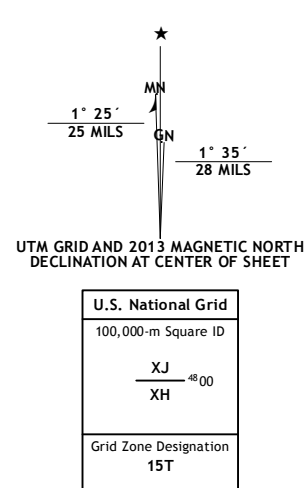 ★
MN
1° 25´
25 MILS
GN
1° 35´
28 MILS
UTM GRID AND 2013 MAGNETIC NORTH
DECLINATION AT CENTER OF SHEET
U.S. National Grid
100,000-m Square ID
XJ
4800
XH
Grid Zone Designation
15T